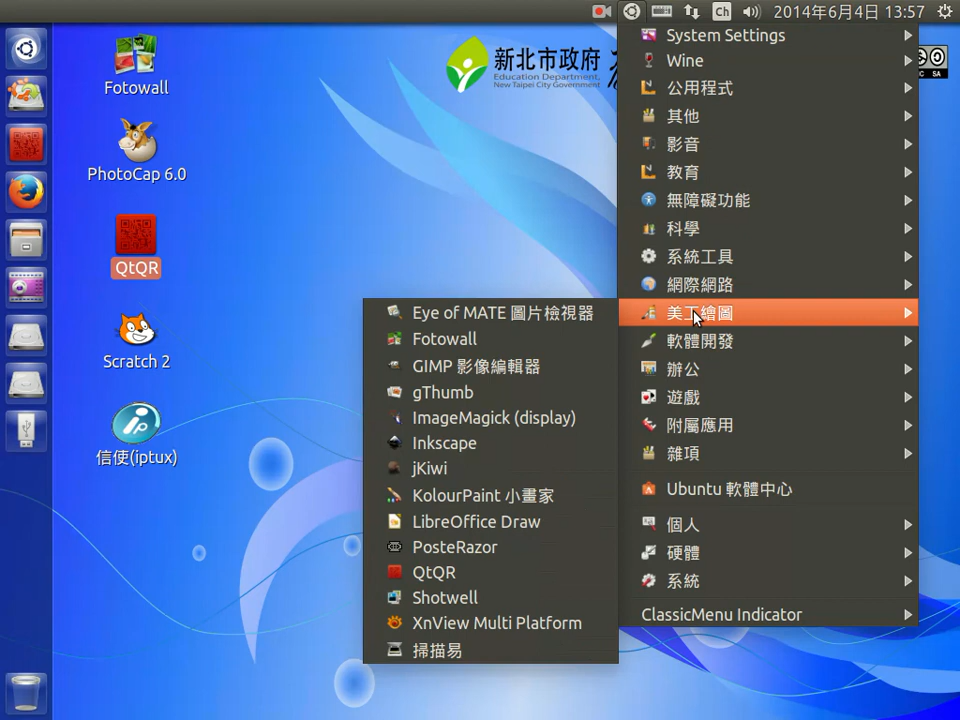 Ch
2014年6月4日 13:57
Fotowall
PhotoCap 6.0
QtQR
Scratch 2
信使(iptux)
新北市政府
Education Department,
New Taipei City Government
SA
System Settings
Wine
公用程式
其他
影音
教育
無障礙功能
科學
系統工具
網際網路
美工繪圖
軟體開發
辦公
遊戲
附屬應用
雜項
Ubuntu 軟體中心
個人
硬體
系統
ClassicMenu Indicator
Eye of MATE 圖片檢視器
Fotowall
GIMP 影像編輯器
gThumb
ImageMagick (display)
Inkscape
jKiwi
KolourPaint 小畫家
LibreOffice Draw
PosteRazor
QtQR
Shotwell
XnView Multi Platform
掃描易